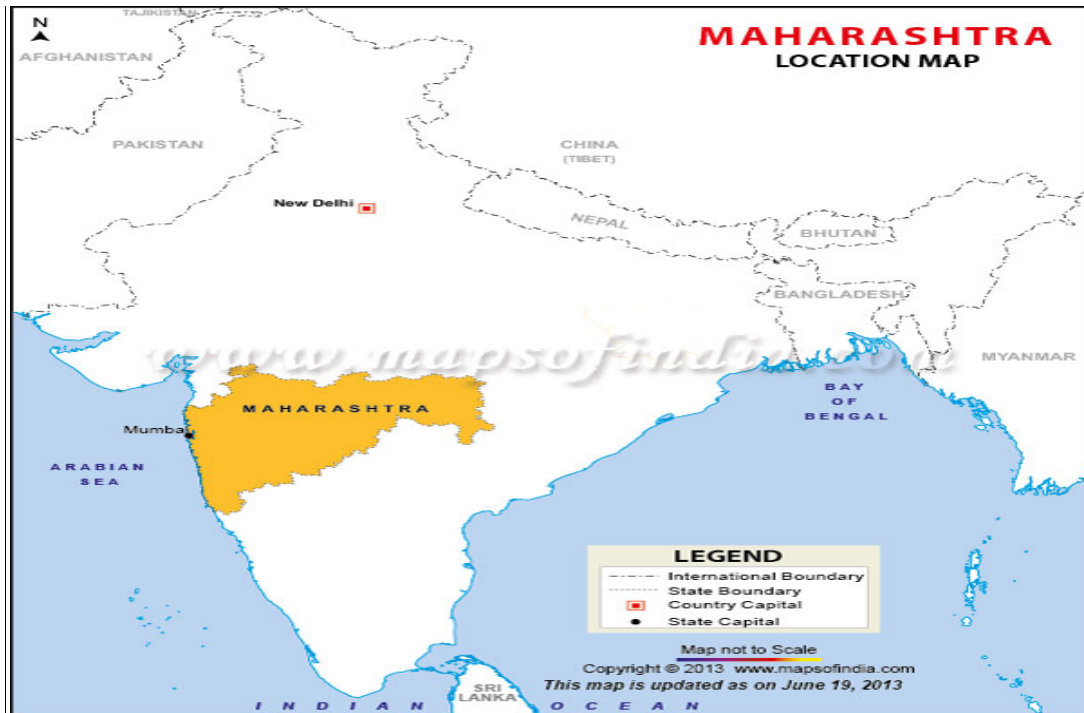 N
TAJIKISTAN
MAHARASHTRA
LOCATION MAP
AFGHANISTAN
PAKISTAN
CHINA
(TIBET)
New Delhi
NEPAL
BHUTAN
BANGLADESH
www.mapsofindia.com
MYANMAR
MAHARASHTRA
BAY
OF
BENGAL
Mumbai
ARABIAN
SEA
LEGEND
International Boundary
State Boundary
Country Capital
State Capital
Map not to Scale
Copyright © 2013 www.mapsofindia.com
This map is updated as on June 19, 2013
SRI
LANKA
INDIAN OCEAN